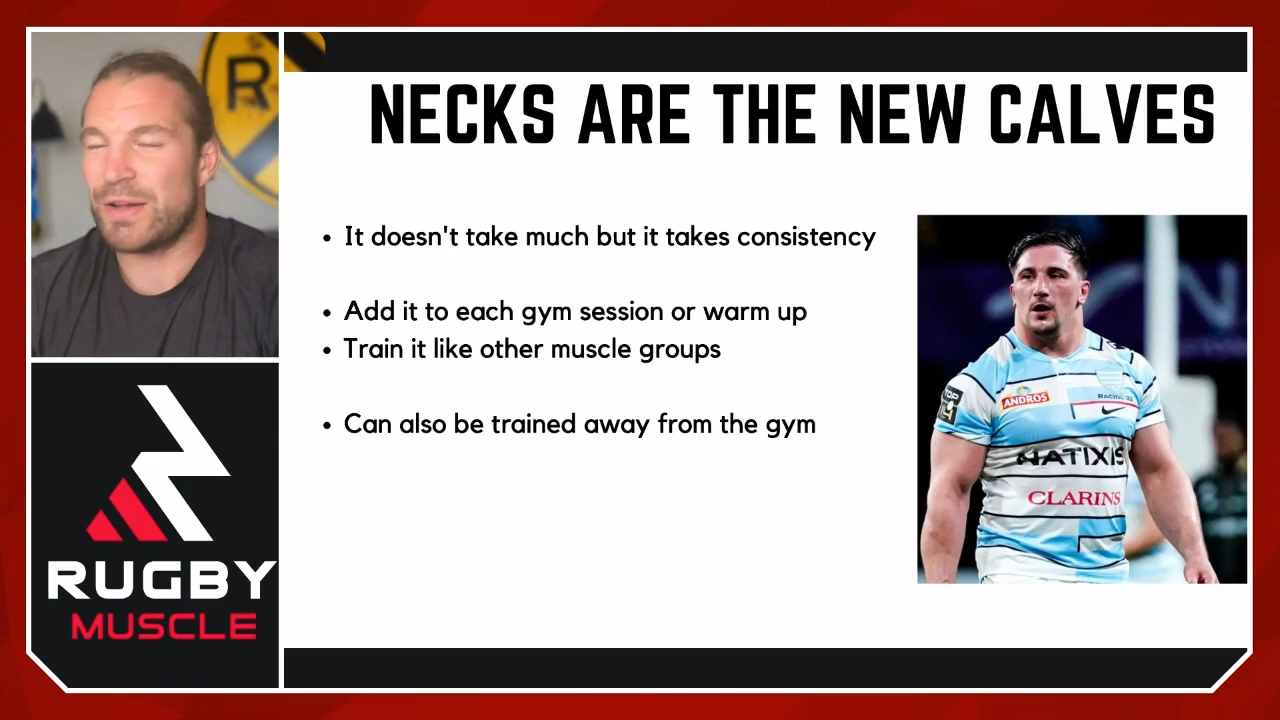 R
NECKS ARE THE NEW CALVES
• It doesn't take much but it takes consistency
• Add it to each gym session or warm up
• Train it like other muscle groups
• Can also be trained away from the gym
TOP
ANDROS
NATIXIS
CLARINS
RUGBY
MUSCLE